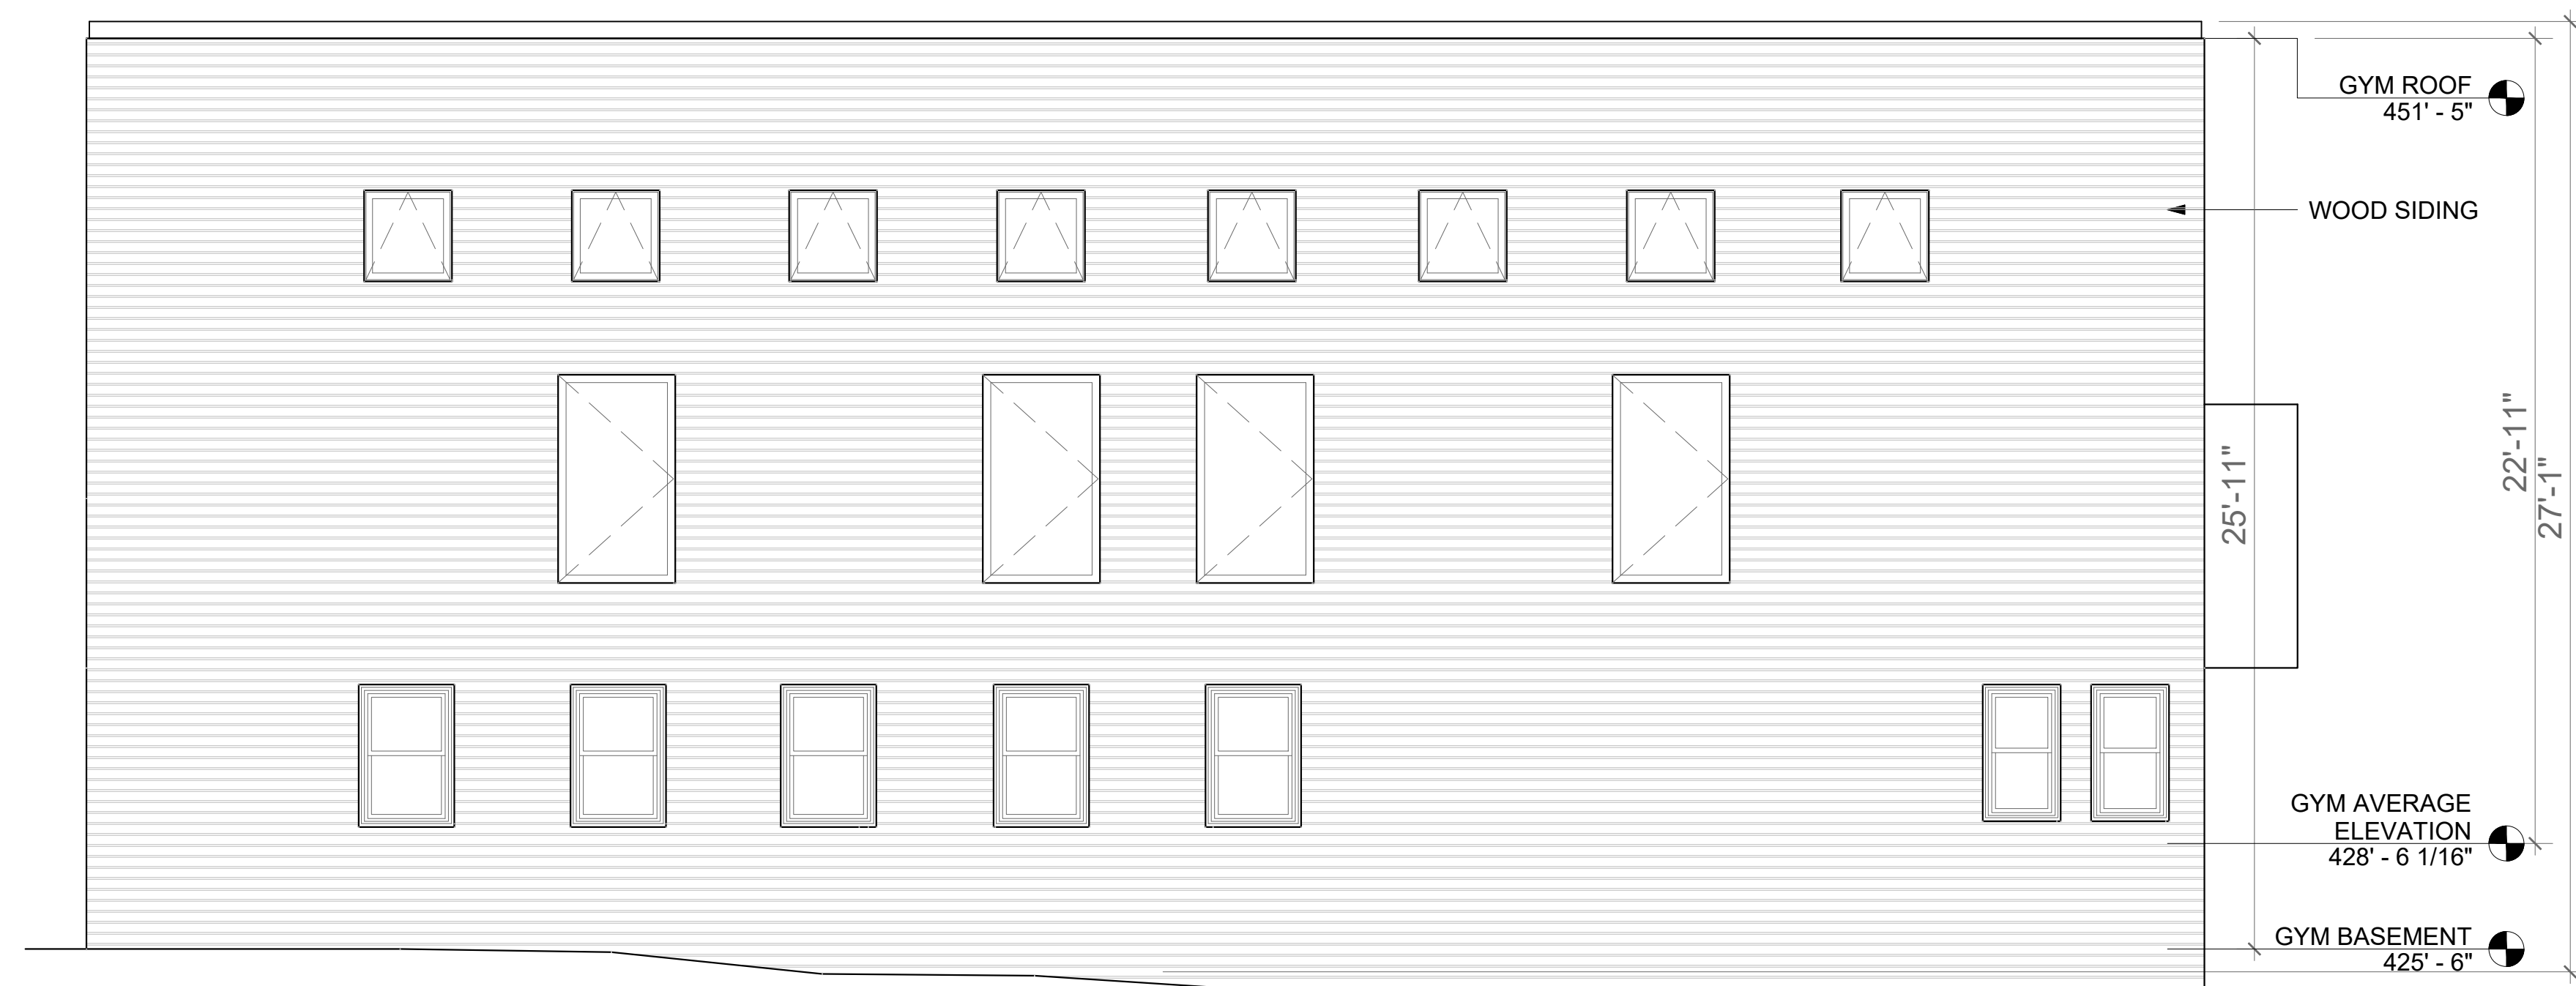 GYM ROOF
451' - 5"
WOOD SIDING
22'-11"
25'-11"
27'-1"
GYM AVERAGE
ELEVATION
428' - 6 1/16"
GYM BASEMENT
425' - 6"